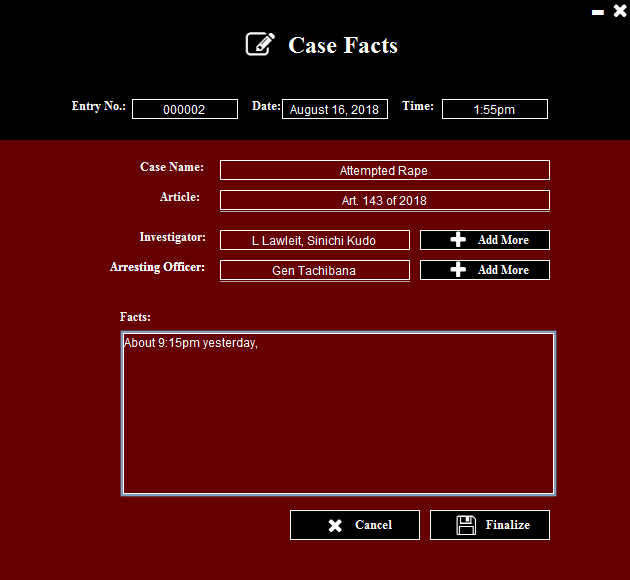 Case Facts
Entry No.: 000002 Date: August 16, 2018 Time: 1:55pm
Case Name: Attempted Rape
Article: Art. 143 of 2018
Investigator: L Lawleit, Sinichi Kudo Add More
Arresting Officer: Gen Tachibana Add More
Facts:
About 9:15pm yesterday,
Cancel Finalize